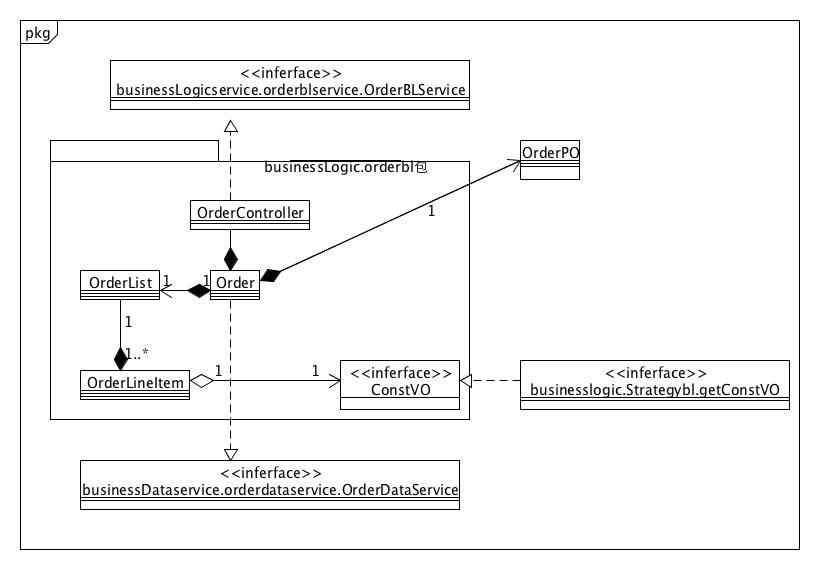 pkg
<<inferface>>
businessLogicservice.orderblservice.OrderBLService
businessLogic.orderbl包
OrderPO
OrderController
1
OrderList
1
1
Order
1
1..*
OrderLineItem
1
1
<<inferface>>
ConstVO
<<inferface>>
businesslogic.Strategybl.getConstVO
<<inferface>>
businessDataservice.orderdataservice.OrderDataService